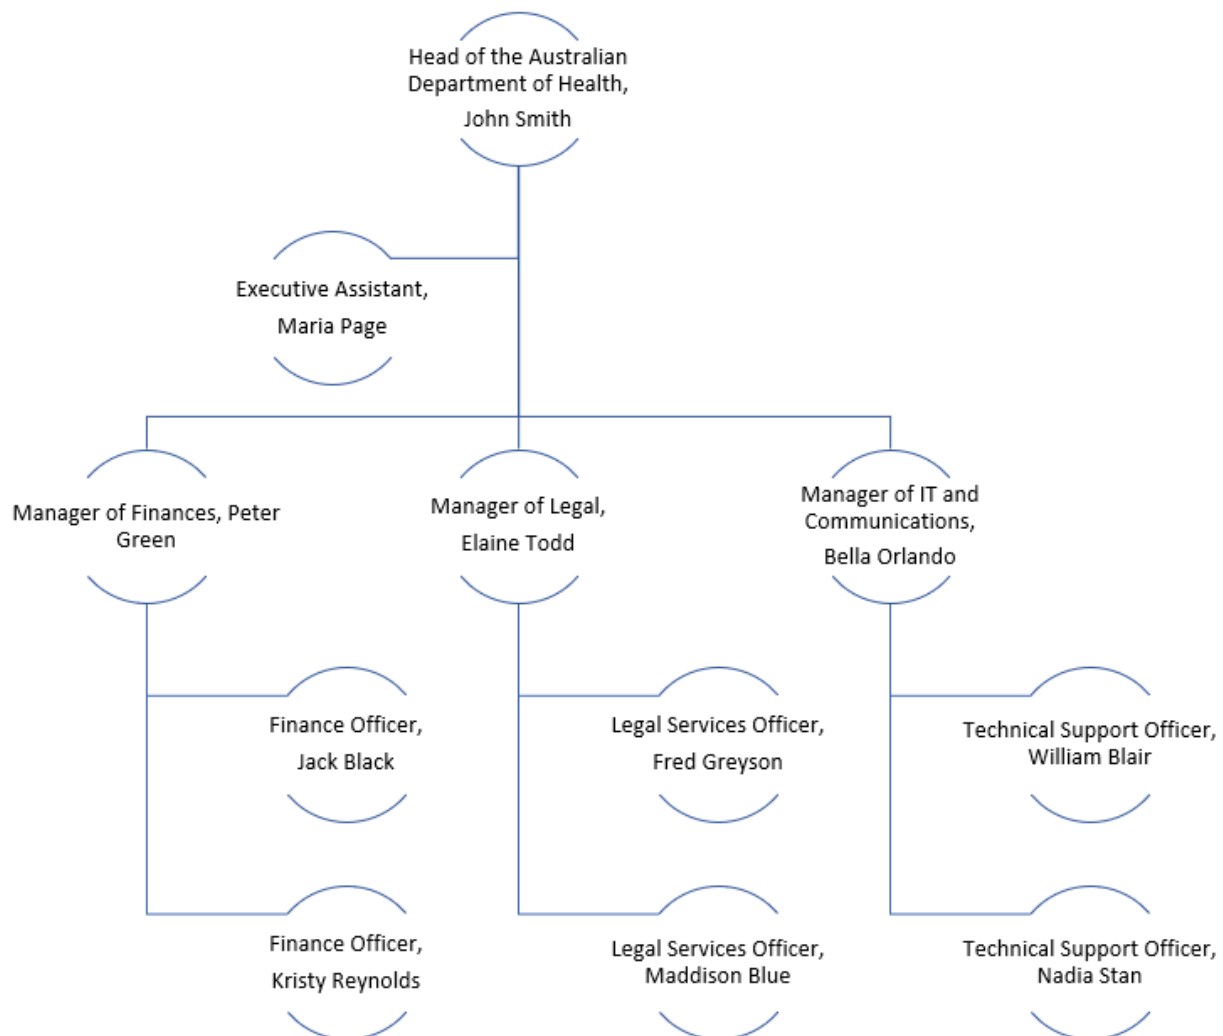 Head of the Australian
Department of Health,
John Smith
Executive Assistant,
Maria Page
Manager of Finances, Peter
Green
Manager of Legal,
Elaine Todd
Manager of IT and
Communications,
Bella Orlando
Finance Officer,
Jack Black
Legal Services Officer,
Fred Greyson
Technical Support Officer,
William Blair
Finance Officer,
Kristy Reynolds
Legal Services Officer,
Maddison Blue
Technical Support Officer,
Nadia Stan